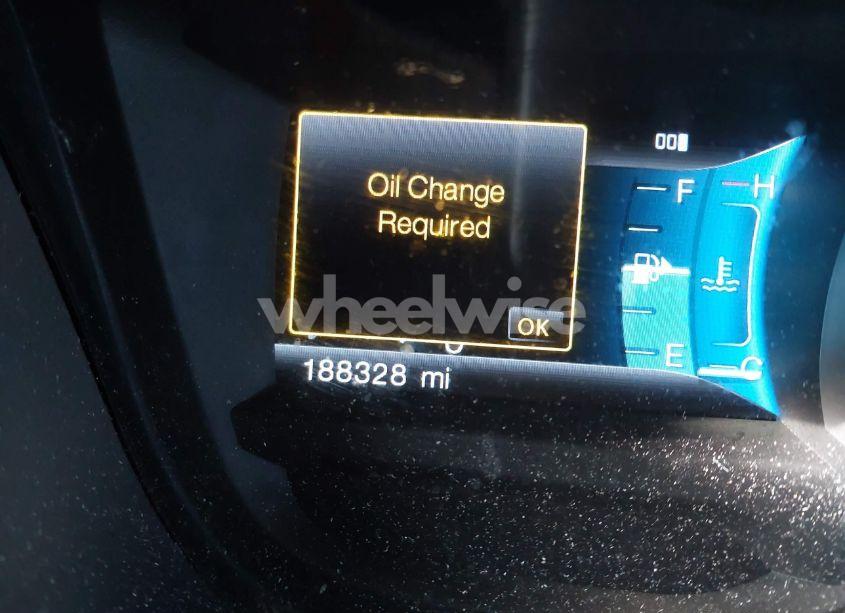 Oil Change
Required
wheelwise
OK
188328 mi
F
H
E
C